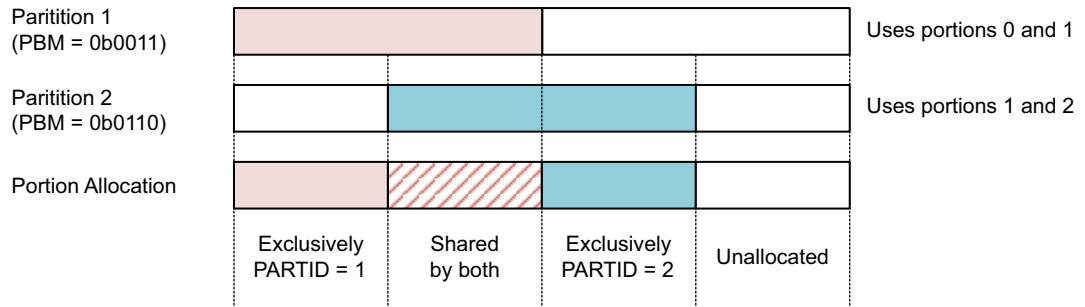 Paritition 1
(PBM = 0b0011)
Uses portions 0 and 1
Paritition 2
(PBM = 0b0110)
Uses portions 1 and 2
Portion Allocation
Exclusively
PARTID = 1
Shared
by both
Exclusively
PARTID = 2
Unallocated